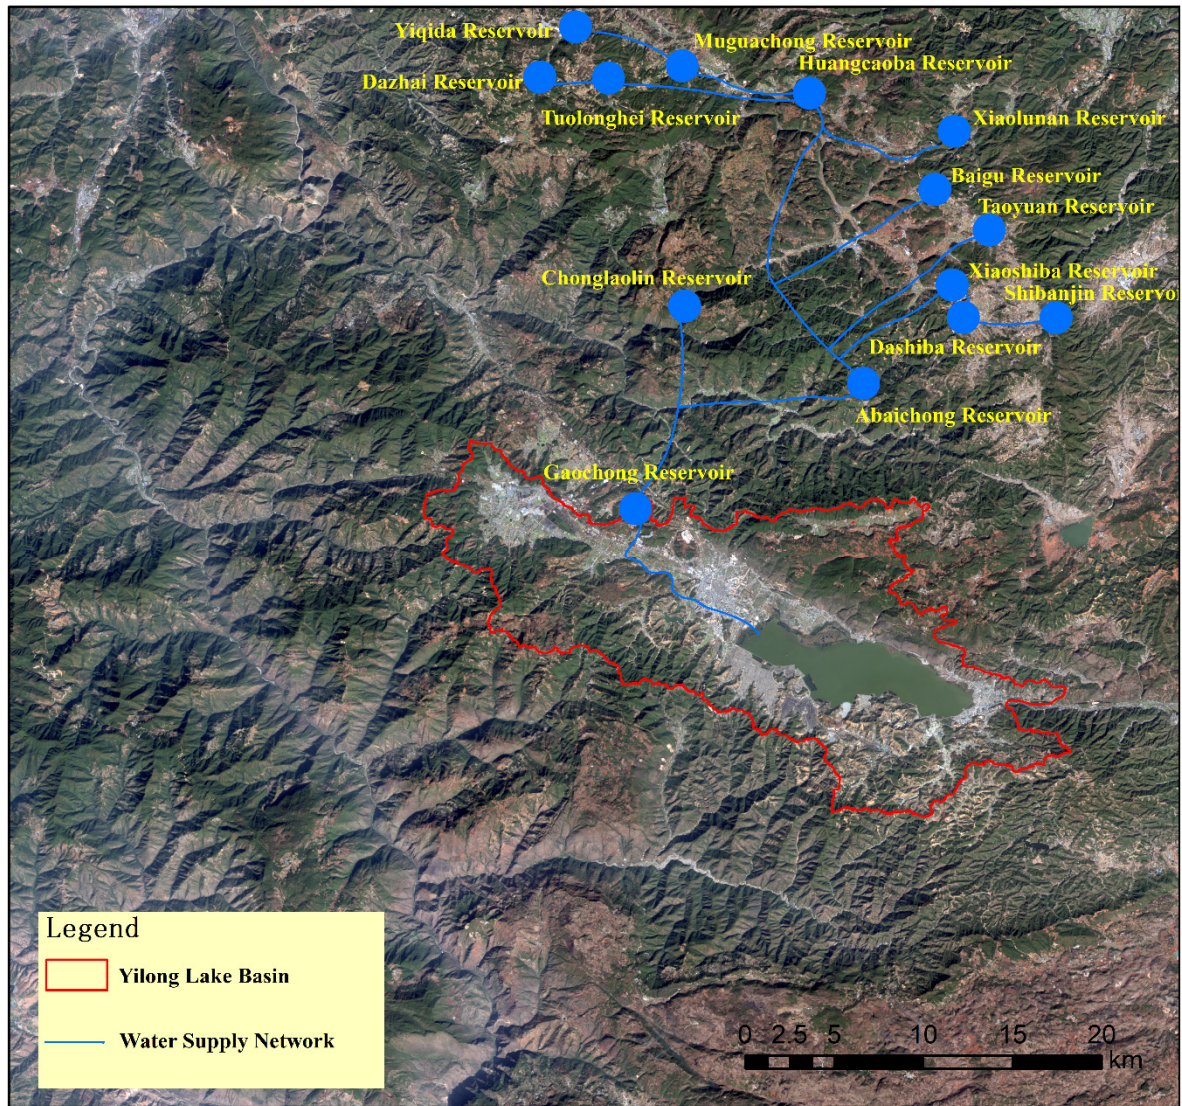 Yiqida Reservoir
Muguachong Reservoir
Huangcaoba Reservoir
Dazhai Reservoir
Tuolonghei Reservoir
Xiaolunan Reservoir
Baigu Reservoir
Taoyuan Reservoir
Chonglaolin Reservoir
Xiaoshiba Reservoir
Shibanjin Reservoi
Dashiba Reservoir
Abaichong Reservoir
Gaochong Reservoir
Legend
Yilong Lake Basin
Water Supply Network
0 2.5 5 10 15 20
km